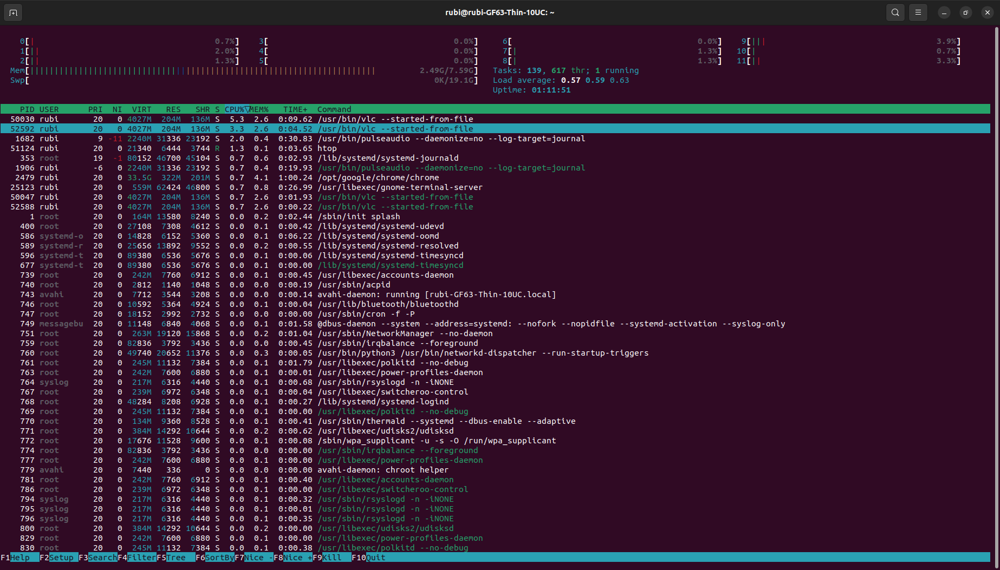 rubi@rubi-GF63-Thin-10UC: ~
0[| 0.7%] 3[ 0.0%] 6[ 0.0%] 9[||| 3.9%]
1[|| 2.0%] 4[ 0.0%] 7[| 1.3%] 10[| 0.7%]
2[|| 1.3%] 5[ 0.0%] 8[| 1.3%] 11[|| 3.3%]
Mem[||||||||||||||||||||||||||||||||||||||||||||||||||||||||||||||||||||||| 2.49G/7.59G] Tasks: 139, 617 thr; 1 running
Swp[ 0K/19.1G] Load average: 0.57 0.59 0.63
Uptime: 01:11:51
PID USER PRI NI VIRT RES SHR S CPU%▽MEM% TIME+ Command
50030 rubi 20 0 4027M 204M 136M S 5.3 2.6 0:09.62 /usr/bin/vlc --started-from-file
52592 rubi 20 0 4027M 204M 136M S 3.3 2.6 0:04.52 /usr/bin/vlc --started-from-file
1682 rubi 9 -11 2240M 31336 23192 S 2.0 0.4 0:30.83 /usr/bin/pulseaudio --daemonize=no --log-target=journal
51124 rubi 20 0 21340 6444 3744 R 1.3 0.1 0:03.65 htop
353 root 19 -1 80152 46700 45104 S 0.7 0.6 0:02.93 /lib/systemd/systemd-journald
1906 rubi -6 0 2240M 31336 23192 S 0.7 0.4 0:19.93 /usr/bin/pulseaudio --daemonize=no --log-target=journal
2479 rubi 20 0 33.5G 322M 201M S 0.7 4.1 1:00.24 /opt/google/chrome/chrome
25123 rubi 20 0 559M 62424 46800 S 0.7 0.8 0:26.99 /usr/libexec/gnome-terminal-server
50047 rubi 20 0 4027M 204M 136M S 0.7 2.6 0:01.93 /usr/bin/vlc --started-from-file
52588 rubi 20 0 4027M 204M 136M S 0.7 2.6 0:00.22 /usr/bin/vlc --started-from-file
1 root 20 0 164M 13580 8240 S 0.0 0.2 0:02.44 /sbin/init splash
400 root 20 0 27108 7308 4612 S 0.0 0.1 0:00.42 /lib/systemd/systemd-udevd
586 systemd-o 20 0 14828 6152 5360 S 0.0 0.1 0:06.22 /lib/systemd/systemd-oomd
589 systemd-r 20 0 25656 13892 9552 S 0.0 0.2 0:00.55 /lib/systemd/systemd-resolved
596 systemd-t 20 0 89380 6536 5676 S 0.0 0.1 0:00.06 /lib/systemd/systemd-timesyncd
677 systemd-t 20 0 89380 6536 5676 S 0.0 0.1 0:00.00 /lib/systemd/systemd-timesyncd
739 root 20 0 242M 7760 6912 S 0.0 0.1 0:00.45 /usr/libexec/accounts-daemon
740 root 20 0 2812 1140 1048 S 0.0 0.0 0:00.19 /usr/sbin/acpid
743 avahi 20 0 7712 3544 3208 S 0.0 0.0 0:00.14 avahi-daemon: running [rubi-GF63-Thin-10UC.local]
746 root 20 0 10592 5364 4924 S 0.0 0.1 0:00.04 /usr/lib/bluetooth/bluetoothd
747 root 20 0 18152 2992 2732 S 0.0 0.0 0:00.00 /usr/sbin/cron -f -P
749 messagebu 20 0 11148 6840 4068 S 0.0 0.1 0:01.58 @dbus-daemon --system --address=systemd: --nofork --nopidfile --systemd-activation --syslog-only
751 root 20 0 263M 19120 15868 S 0.0 0.2 0:01.04 /usr/sbin/NetworkManager --no-daemon
759 root 20 0 82836 3792 3436 S 0.0 0.0 0:00.45 /usr/sbin/irqbalance --foreground
760 root 20 0 49740 20652 11376 S 0.0 0.3 0:00.05 /usr/bin/python3 /usr/bin/networkd-dispatcher --run-startup-triggers
761 root 20 0 245M 11132 7384 S 0.0 0.1 0:01.79 /usr/libexec/polkitd --no-debug
763 root 20 0 242M 7600 6880 S 0.0 0.1 0:00.01 /usr/libexec/power-profiles-daemon
764 syslog 20 0 217M 6316 4440 S 0.0 0.1 0:00.68 /usr/sbin/rsyslogd -n -iNONE
767 root 20 0 239M 6972 6348 S 0.0 0.1 0:00.04 /usr/libexec/switcheroo-control
768 root 20 0 48284 8208 6928 S 0.0 0.1 0:00.27 /lib/systemd/systemd-logind
769 root 20 0 245M 11132 7384 S 0.0 0.1 0:00.00 /usr/libexec/polkitd --no-debug
770 root 20 0 134M 9360 8528 S 0.0 0.1 0:00.41 /usr/sbin/thermald --systemd --dbus-enable --adaptive
771 root 20 0 384M 14292 10644 S 0.0 0.2 0:00.62 /usr/libexec/udisks2/udisksd
772 root 20 0 17676 11528 9600 S 0.0 0.1 0:00.08 /sbin/wpa_supplicant -u -s -O /run/wpa_supplicant
774 root 20 0 82836 3792 3436 S 0.0 0.0 0:00.00 /usr/sbin/irqbalance --foreground
777 root 20 0 242M 7600 6880 S 0.0 0.1 0:00.00 /usr/libexec/power-profiles-daemon
779 avahi 20 0 7440 336 0 S 0.0 0.0 0:00.00 avahi-daemon: chroot helper
781 root 20 0 242M 7760 6912 S 0.0 0.1 0:00.40 /usr/libexec/accounts-daemon
786 root 20 0 239M 6972 6348 S 0.0 0.1 0:00.00 /usr/libexec/switcheroo-control
794 syslog 20 0 217M 6316 4440 S 0.0 0.1 0:00.32 /usr/sbin/rsyslogd -n -iNONE
795 syslog 20 0 217M 6316 4440 S 0.0 0.1 0:00.01 /usr/sbin/rsyslogd -n -iNONE
796 syslog 20 0 217M 6316 4440 S 0.0 0.1 0:00.35 /usr/sbin/rsyslogd -n -iNONE
800 root 20 0 384M 14292 10644 S 0.0 0.2 0:00.00 /usr/libexec/udisks2/udisksd
829 root 20 0 242M 7600 6880 S 0.0 0.1 0:00.00 /usr/libexec/power-profiles-daemon
830 root 20 0 245M 11132 7384 S 0.0 0.1 0:00.38 /usr/libexec/polkitd --no-debug
F1Help F2Setup F3SearchF4FilterF5Tree F6SortByF7Nice -F8Nice +F9Kill F10Quit